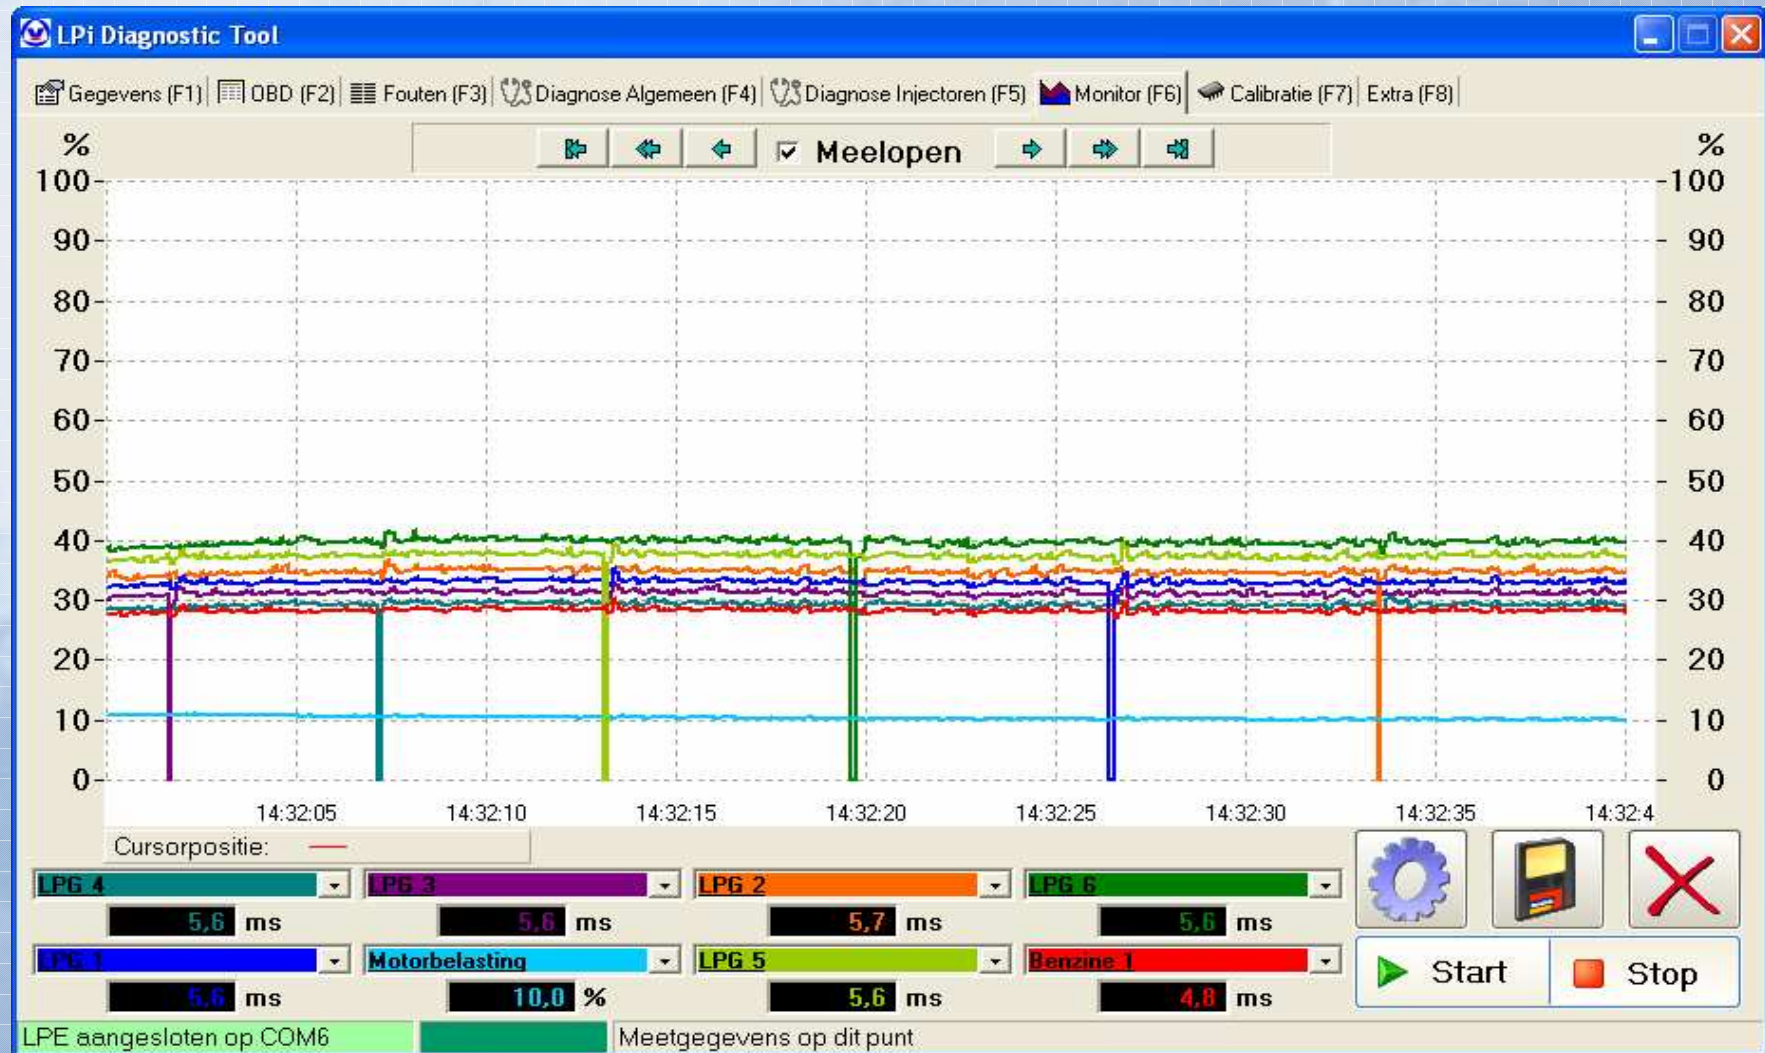 LPi Diagnostic Tool
Gegevens (F1) OBD (F2) Fouten (F3) Diagnose Algemeen (F4) Diagnose Injectoren (F5) Monitor (F6) Calibratie (F7) Extra (F8)
% Meelopen %
100 100
90 90
80 80
70 70
60 60
50 50
40 40
30 30
20 20
10 10
0 0
14:32:05 14:32:10 14:32:15 14:32:20 14:32:25 14:32:30 14:32:35 14:32:4
Cursorpositie:
LPG 4 LPG 3 LPG 2 LPG 6
5,6 ms 5,6 ms 5,7 ms 5,6 ms
LPG 1 Motorbelasting LPG 5 Benzine 1
5,6 ms 10,0 % 5,6 ms 4,8 ms
Start Stop
LPE aangesloten op COM6 Meetgegevens op dit punt